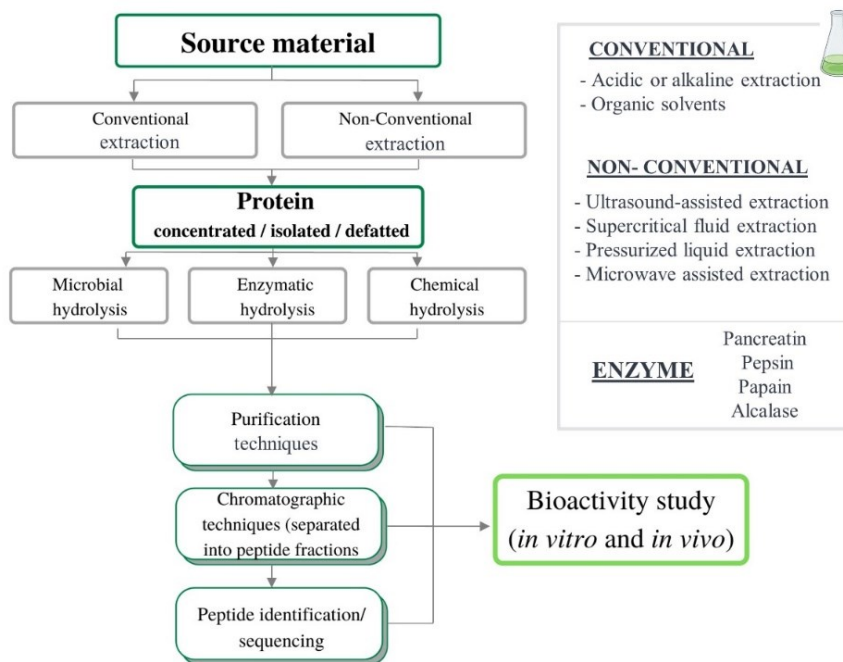 Source material
Conventional
extraction
Non-Conventional
extraction
Protein
concentrated / isolated / defatted
Microbial
hydrolysis
Enzymatic
hydrolysis
Chemical
hydrolysis
Purification
techniques
Chromatographic
techniques (separated
into peptide fractions
Peptide identification/
sequencing
Bioactivity study
(in vitro and in vivo)
CONVENTIONAL
- Acidic or alkaline extraction
- Organic solvents
NON- CONVENTIONAL
- Ultrasound-assisted extraction
- Supercritical fluid extraction
- Pressurized liquid extraction
- Microwave assisted extraction
ENZYME
Pancreatin
Pepsin
Papain
Alcalase